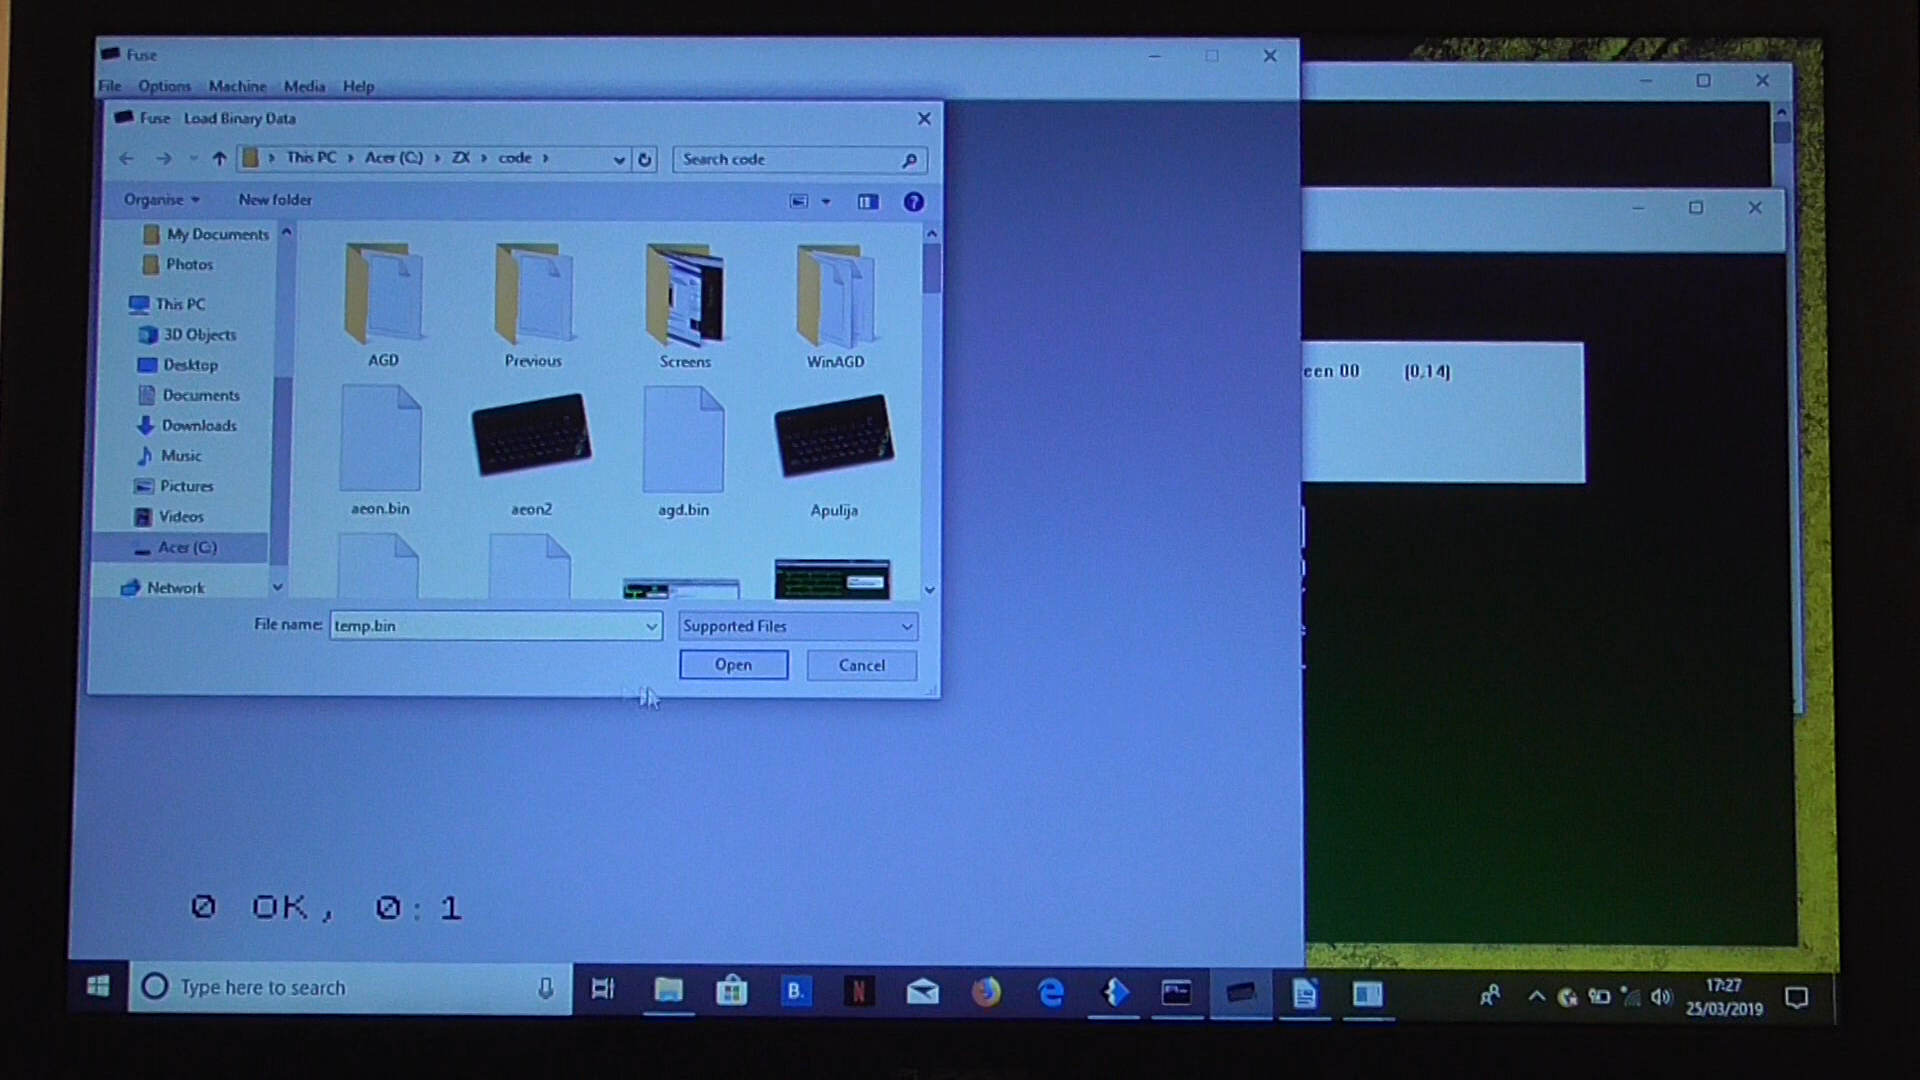 Fuse
File Options Machine Media Help
Fuse Load Binary Data
This PC Acer (C:) ZX code
Search code
Organise New folder
My Documents
Photos
This PC
3D Objects
Desktop
Documents
Downloads
Music
Pictures
Videos
Acer (C:)
Network
AGD Previous Screens WinAGD
aeon.bin aeon2 agd.bin Apulija
File name: temp.bin Supported Files
Open Cancel
een 00 (0,14)
0 OK, 0:1
Type here to search
B. N
17:27
25/03/2019